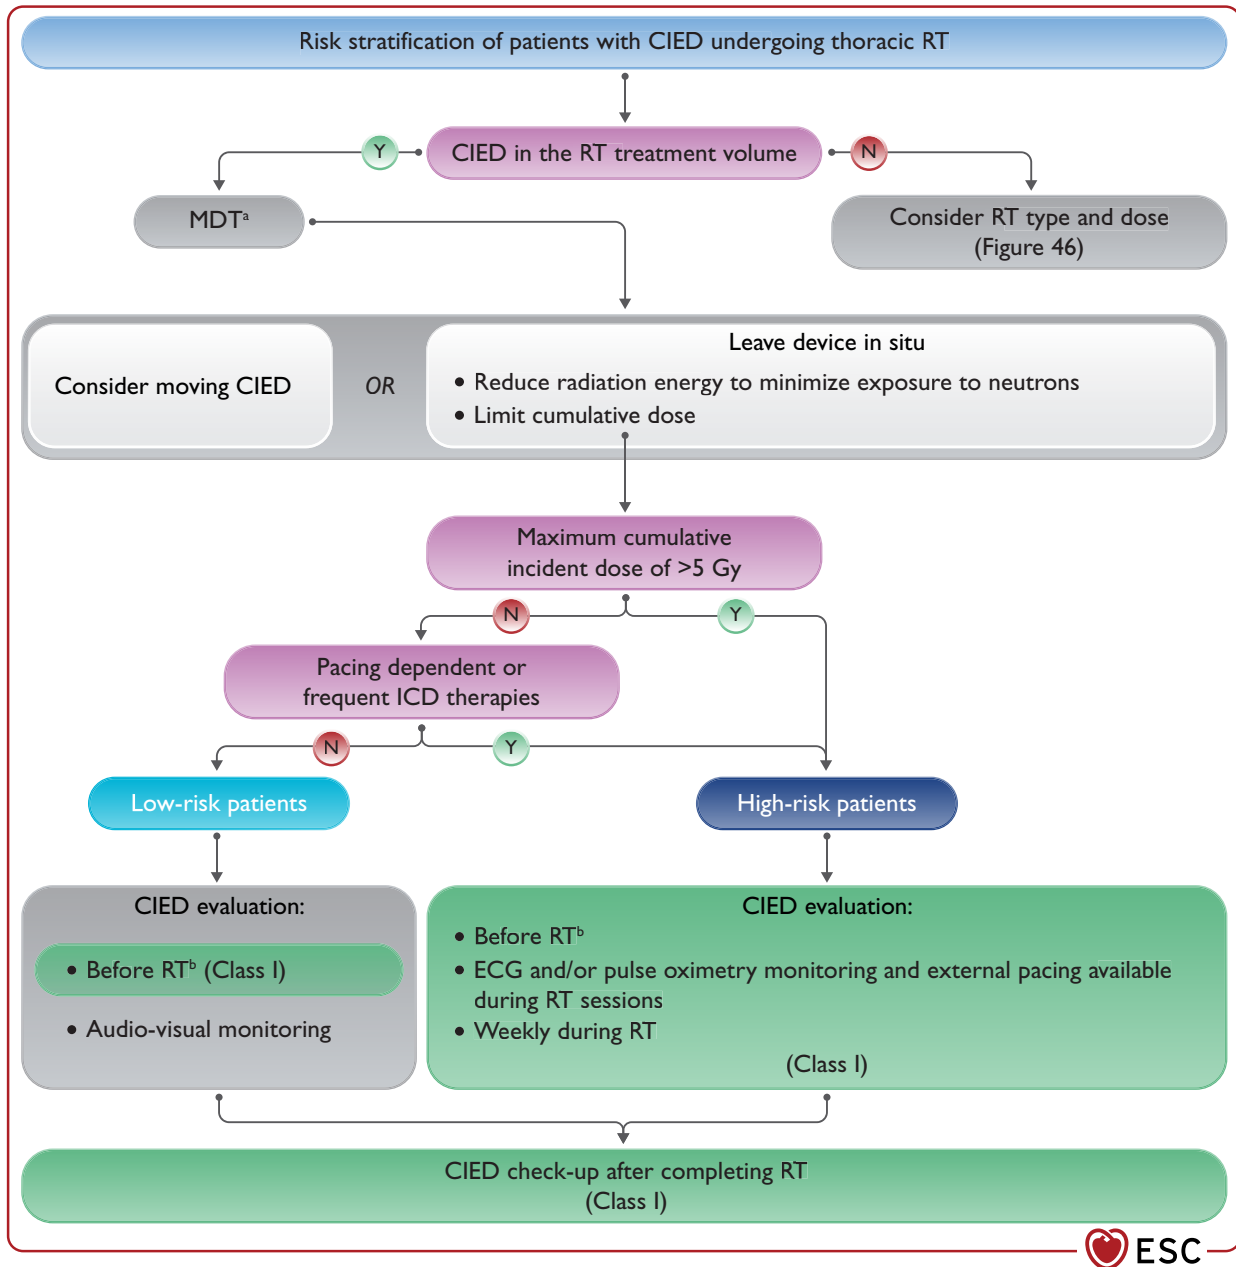 Risk stratification of patients with CIED undergoing thoracic RT
Y
CIED in the RT treatment volume
N
MDTᵃ
Consider RT type and dose
(Figure 46)
Consider moving CIED
OR
Leave device in situ
• Reduce radiation energy to minimize exposure to neutrons
• Limit cumulative dose
Maximum cumulative
incident dose of >5 Gy
N
Y
Pacing dependent or
frequent ICD therapies
N
Y
Low-risk patients
High-risk patients
CIED evaluation:
• Before RTᵇ (Class I)
• Audio-visual monitoring
CIED evaluation:
• Before RTᵇ
• ECG and/or pulse oximetry monitoring and external pacing available
during RT sessions
• Weekly during RT
(Class I)
CIED check-up after completing RT
(Class I)
ESC